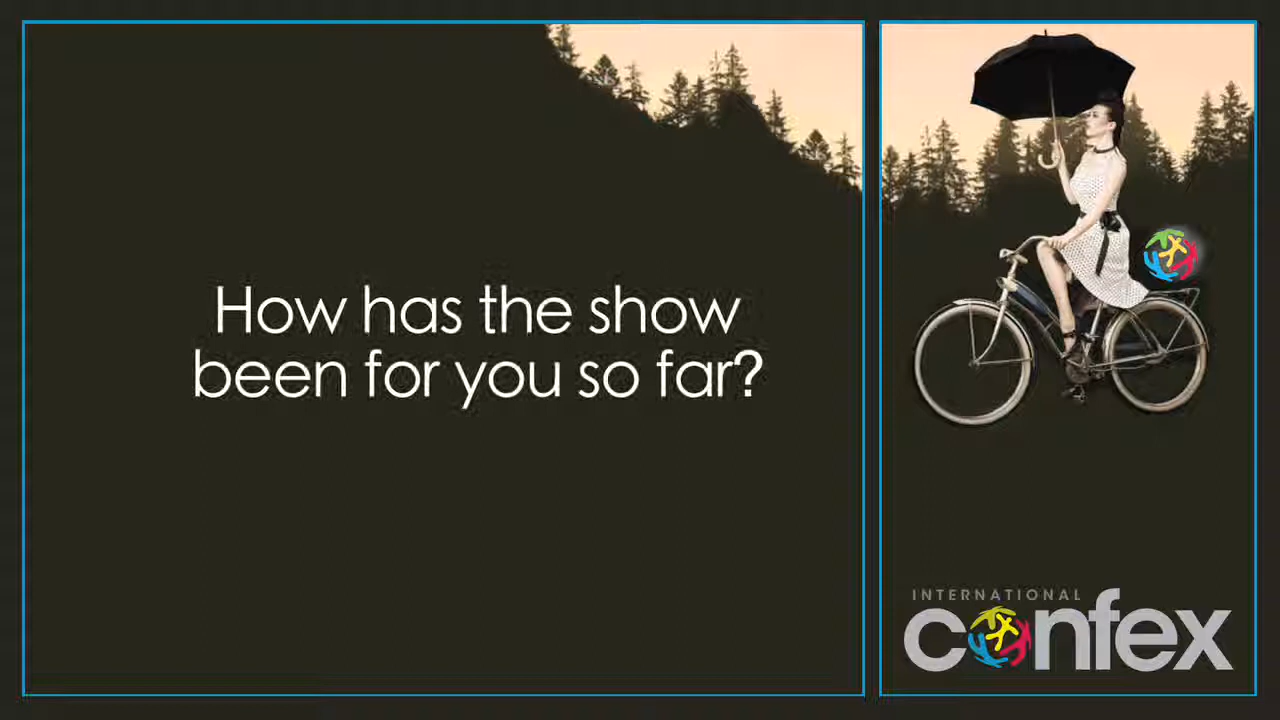 How has the show
been for you so far?
INTERNATIONAL
confex